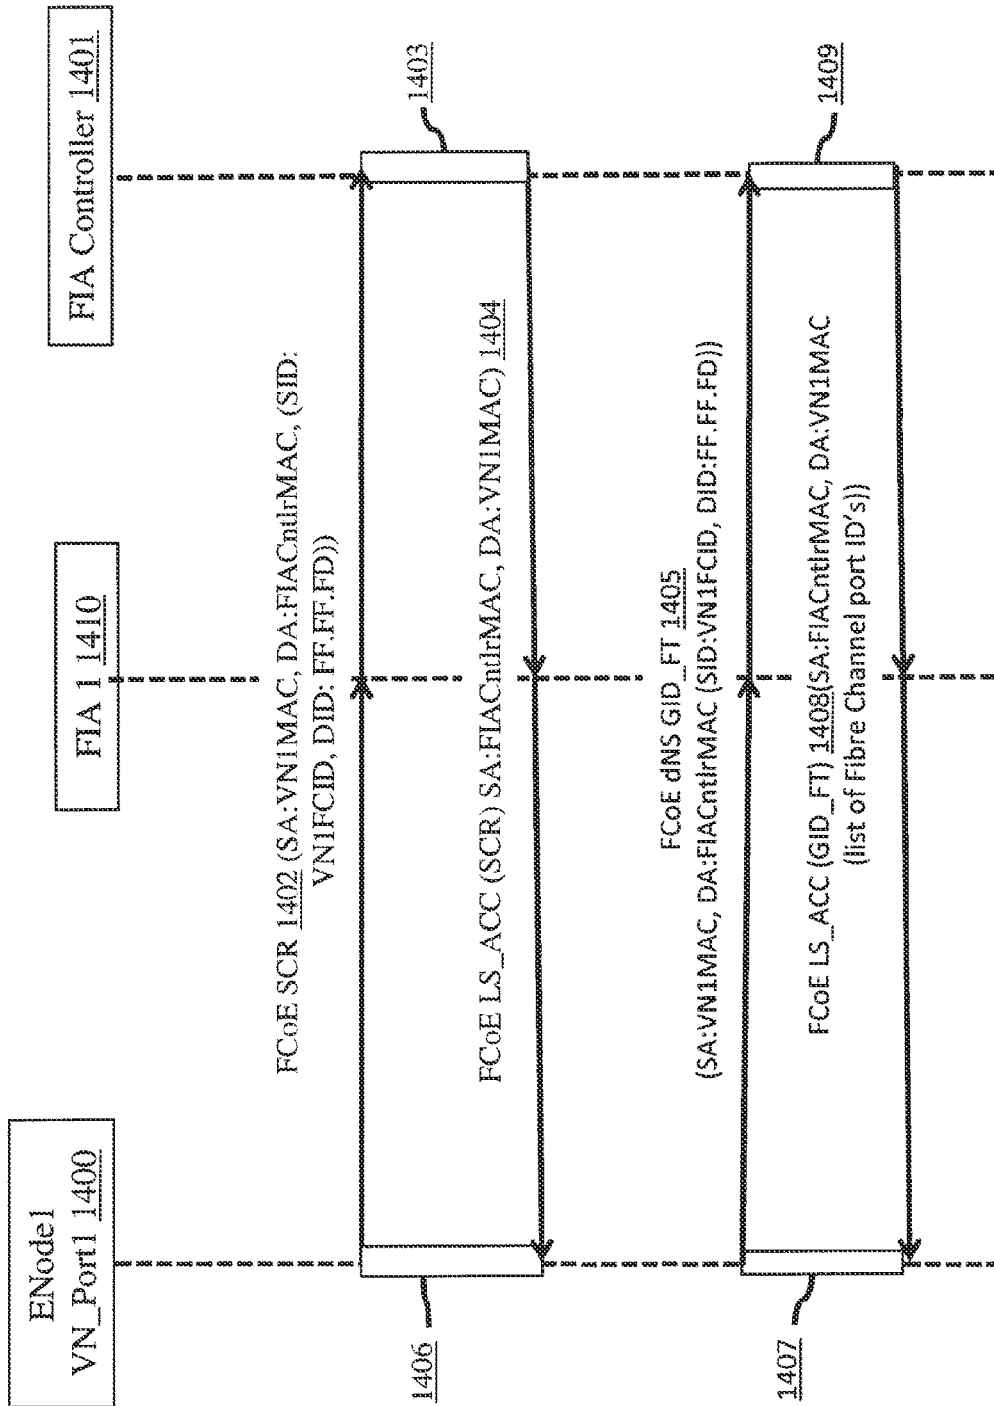 ENode1
VN_Port1 1400
FIA 1 1410
FIA Controller 1401
FCoE SCR 1402 (SA:VN1MAC, DA:FIACntlrMAC, (SID:
VN1FCID, DID: FF.FF.FD))
1406
1403
FCoE LS_ACC (SCR) SA:FIACntlrMAC, DA:VN1MAC) 1404
FCoE dNS GID_FT 1405
(SA:VN1MAC, DA:FIACntlrMAC (SID:VN1FCID, DID:FF.FF.FD))
1407
1409
FCoE LS_ACC (GID_FT) 1408(SA:FIACntlrMAC, DA:VN1MAC
(list of Fibre Channel port ID's))